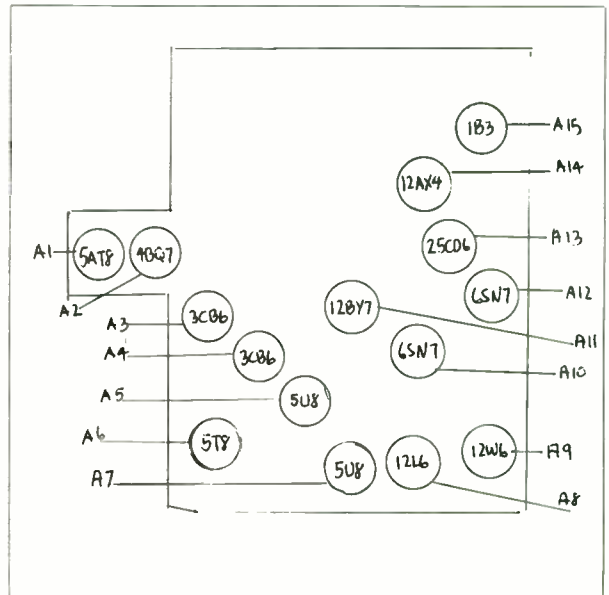 1B3 A15
12AX4 A14
25CD6 A13
A1 5AT8 4BQ7
6SN7 A12
A2
A3 3CB6 12BY7
A4 3CB6 6SN7 A11
A10
A5 5U8
A6 5T8
12W6 A9
A7 5U8 12L6
A8